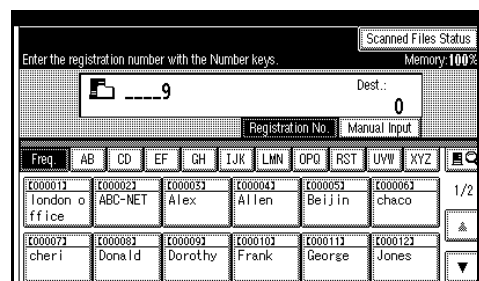 Scanned Files Status
Enter the registration number with the Number keys. Memory:100%
____9 Dest.: 0
Registration No. Manual Input
Freq. AB CD EF GH IJK LMN OPQ RST UVW XYZ
[00001] [00002] [00003] [00004] [00005] [00006] 1/2
london office ABC-NET Alex Allen Beijin chaco
[00007] [00008] [00009] [00010] [00011] [00012]
cheri Donald Dorothy Frank George Jones